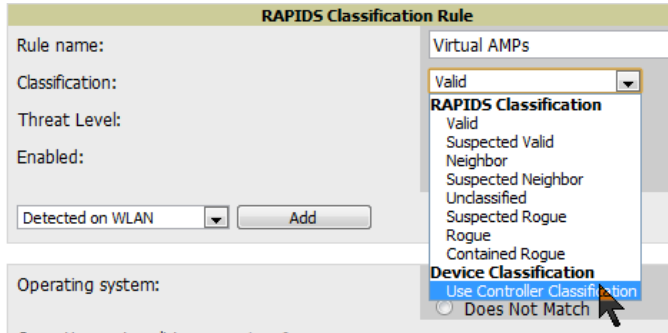 RAPIDS Classification Rule
Rule name:
Virtual AMPs
Classification:
Valid
RAPIDS Classification
Valid
Suspected Valid
Neighbor
Suspected Neighbor
Unclassified
Suspected Rogue
Rogue
Contained Rogue
Device Classification
Use Controller Classification
Threat Level:
Enabled:
Detected on WLAN
Add
Operating system:
Does Not Match